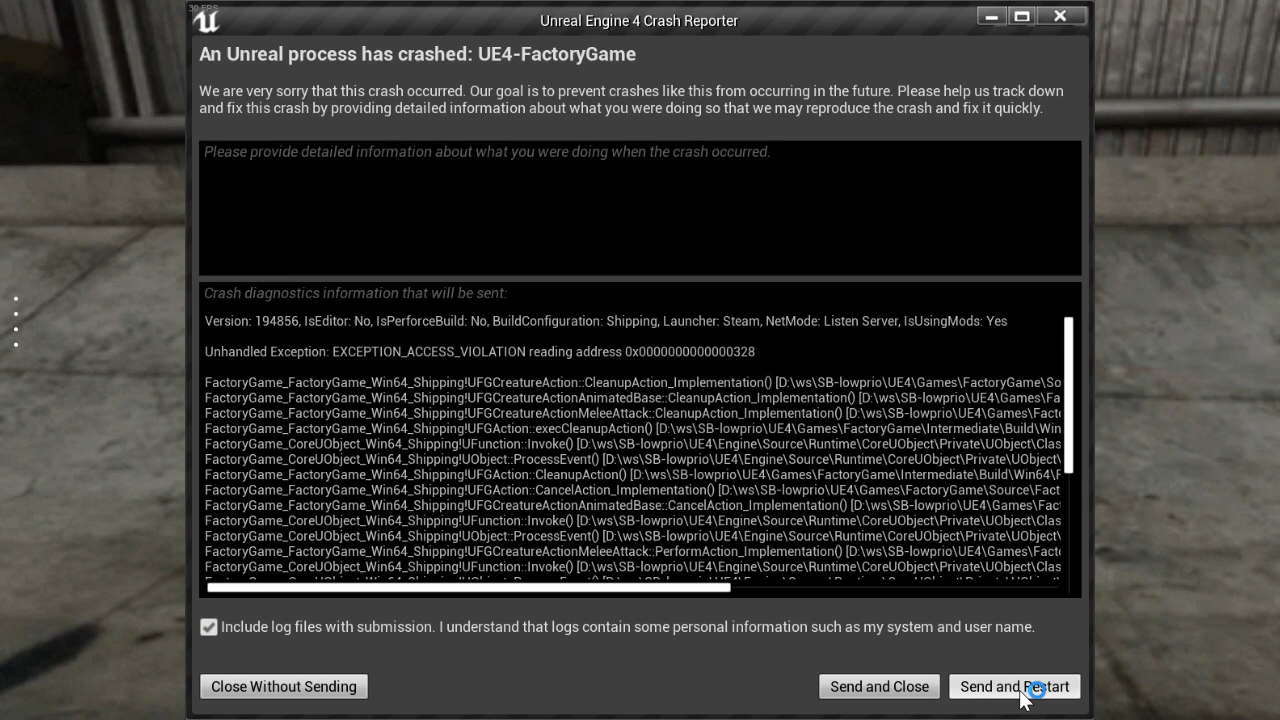 30 FPS
Unreal Engine 4 Crash Reporter
An Unreal process has crashed: UE4-FactoryGame
We are very sorry that this crash occurred. Our goal is to prevent crashes like this from occurring in the future. Please help us track down
and fix this crash by providing detailed information about what you were doing so that we may reproduce the crash and fix it quickly.
Please provide detailed information about what you were doing when the crash occurred.
Crash diagnostics information that will be sent:
Version: 194856, IsEditor: No, IsPerforceBuild: No, BuildConfiguration: Shipping, Launcher: Steam, NetMode: Listen Server, IsUsingMods: Yes
Unhandled Exception: EXCEPTION_ACCESS_VIOLATION reading address 0x0000000000000328
FactoryGame_FactoryGame_Win64_Shipping!UFGCreatureAction::CleanupAction_Implementation() [D:\ws\SB-lowprio\UE4\Games\FactoryGame\So
FactoryGame_FactoryGame_Win64_Shipping!UFGCreatureActionAnimatedBase::CleanupAction_Implementation() [D:\ws\SB-lowprio\UE4\Games\Fa
FactoryGame_FactoryGame_Win64_Shipping!UFGCreatureActionMeleeAttack::CleanupAction_Implementation() [D:\ws\SB-lowprio\UE4\Games\Facto
FactoryGame_FactoryGame_Win64_Shipping!UFGAction::execCleanupAction() [D:\ws\SB-lowprio\UE4\Games\FactoryGame\Intermediate\Build\Win
FactoryGame_CoreUObject_Win64_Shipping!UFunction::Invoke() [D:\ws\SB-lowprio\UE4\Engine\Source\Runtime\CoreUObject\Private\UObject\Clas
FactoryGame_CoreUObject_Win64_Shipping!UObject::ProcessEvent() [D:\ws\SB-lowprio\UE4\Engine\Source\Runtime\CoreUObject\Private\UObject\
FactoryGame_FactoryGame_Win64_Shipping!UFGAction::CleanupAction() [D:\ws\SB-lowprio\UE4\Games\FactoryGame\Intermediate\Build\Win64\F
FactoryGame_FactoryGame_Win64_Shipping!UFGAction::CancelAction_Implementation() [D:\ws\SB-lowprio\UE4\Games\FactoryGame\Source\Fact
FactoryGame_FactoryGame_Win64_Shipping!UFGCreatureActionAnimatedBase::CancelAction_Implementation() [D:\ws\SB-lowprio\UE4\Games\Fac
FactoryGame_CoreUObject_Win64_Shipping!UFunction::Invoke() [D:\ws\SB-lowprio\UE4\Engine\Source\Runtime\CoreUObject\Private\UObject\Clas
FactoryGame_CoreUObject_Win64_Shipping!UObject::ProcessEvent() [D:\ws\SB-lowprio\UE4\Engine\Source\Runtime\CoreUObject\Private\UObject\
FactoryGame_FactoryGame_Win64_Shipping!UFGCreatureActionMeleeAttack::PerformAction_Implementation() [D:\ws\SB-lowprio\UE4\Games\Facto
FactoryGame_CoreUObject_Win64_Shipping!UFunction::Invoke() [D:\ws\SB-lowprio\UE4\Engine\Source\Runtime\CoreUObject\Private\UObject\Clas
Include log files with submission. I understand that logs contain some personal information such as my system and user name.
Close Without Sending
Send and Close
Send and Restart